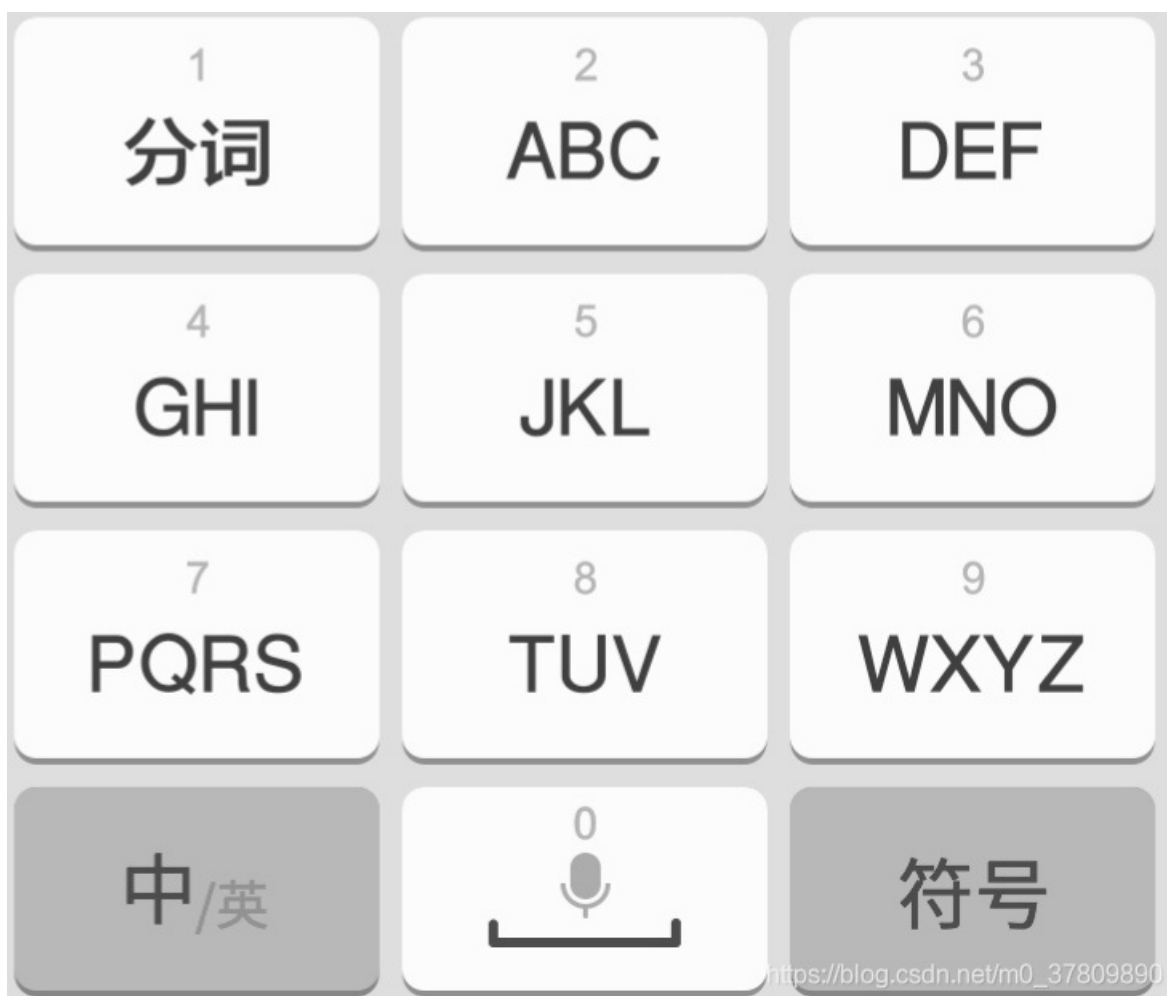 1 2 3
分词 ABC DEF
4 5 6
GHI JKL MNO
7 8 9
PQRS TUV WXYZ
0
中/英 符号
https://blog.csdn.net/m0_37809890